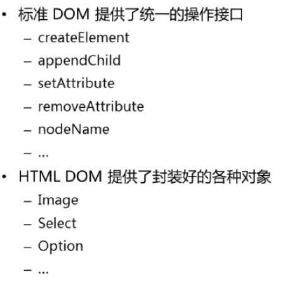 • 标准 DOM 提供了统一的操作接口
– createElement
– appendChild
– setAttribute
– removeAttribute
– nodeName
– ...
• HTML DOM 提供了封装好的各种对象
– Image
– Select
– Option
– ...